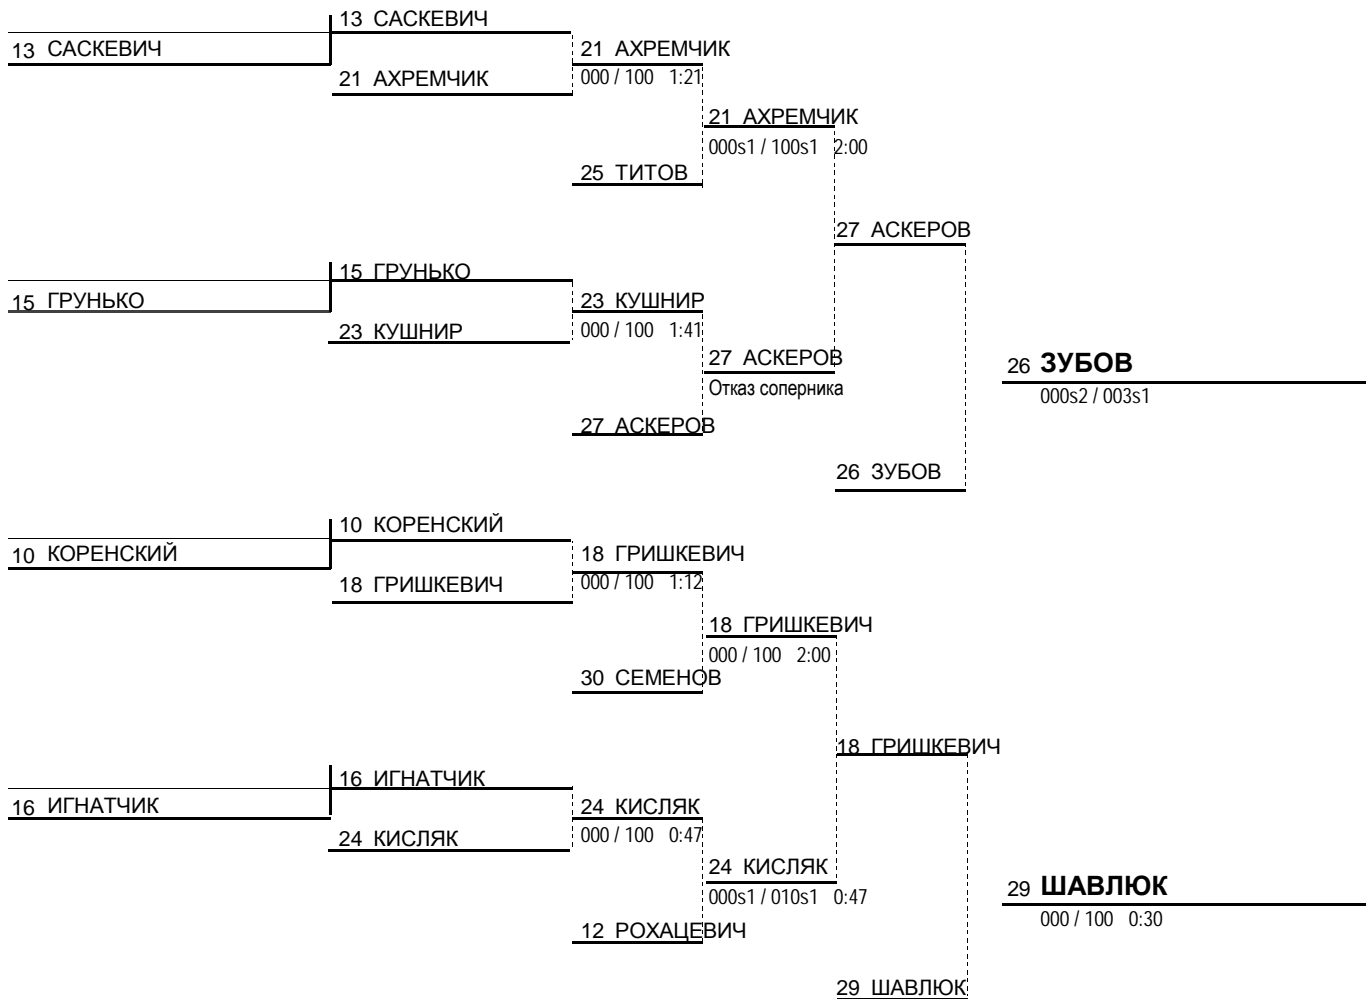 13 САСКЕВИЧ
13 САСКЕВИЧ
21 АХРЕМЧИК
21 АХРЕМЧИК
000 / 100 1:21
21 АХРЕМЧИК
000s1 / 100s1 2:00
25 ТИТОВ
27 АСКЕРОВ
15 ГРУНЬКО
15 ГРУНЬКО
23 КУШНИР
23 КУШНИР
000 / 100 1:41
27 АСКЕРОВ
Отказ соперника
26 ЗУБОВ
000s2 / 003s1
27 АСКЕРОВ
26 ЗУБОВ
10 КОРЕНСКИЙ
10 КОРЕНСКИЙ
18 ГРИШКЕВИЧ
18 ГРИШКЕВИЧ
000 / 100 1:12
18 ГРИШКЕВИЧ
000 / 100 2:00
30 СЕМЕНОВ
18 ГРИШКЕВИЧ
16 ИГНАТЧИК
16 ИГНАТЧИК
24 КИСЛЯК
24 КИСЛЯК
000 / 100 0:47
24 КИСЛЯК
000s1 / 010s1 0:47
29 ШАВЛЮК
000 / 100 0:30
12 РОХАЦЕВИЧ
29 ШАВЛЮК